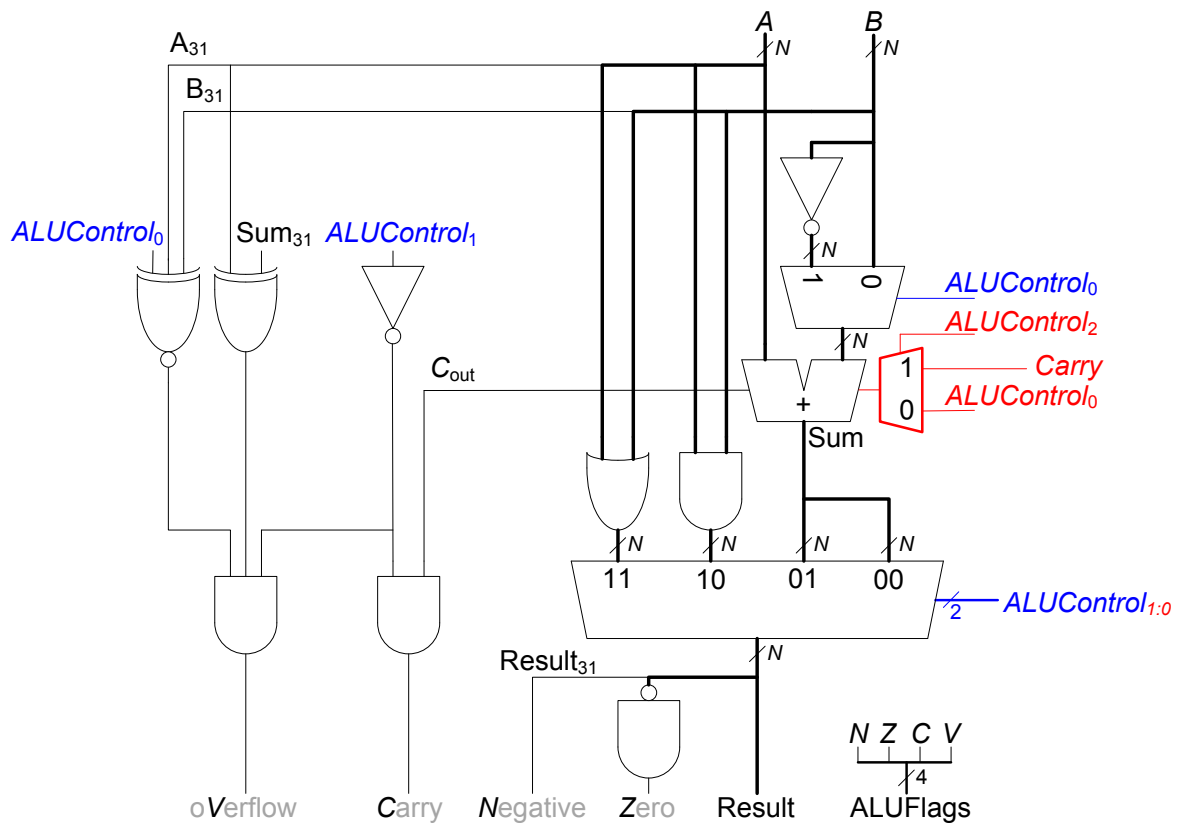 A B
A31 N N
B31
ALUControl0 Sum31 ALUControl1
N
1 0
ALUControl0
N
ALUControl2
Cout
1 Carry
0 ALUControl0
+
Sum
N N N N
11 10 01 00
2 ALUControl1:0
N
Result31
N Z C V
4
oVerflow Carry Negative Zero Result ALUFlags